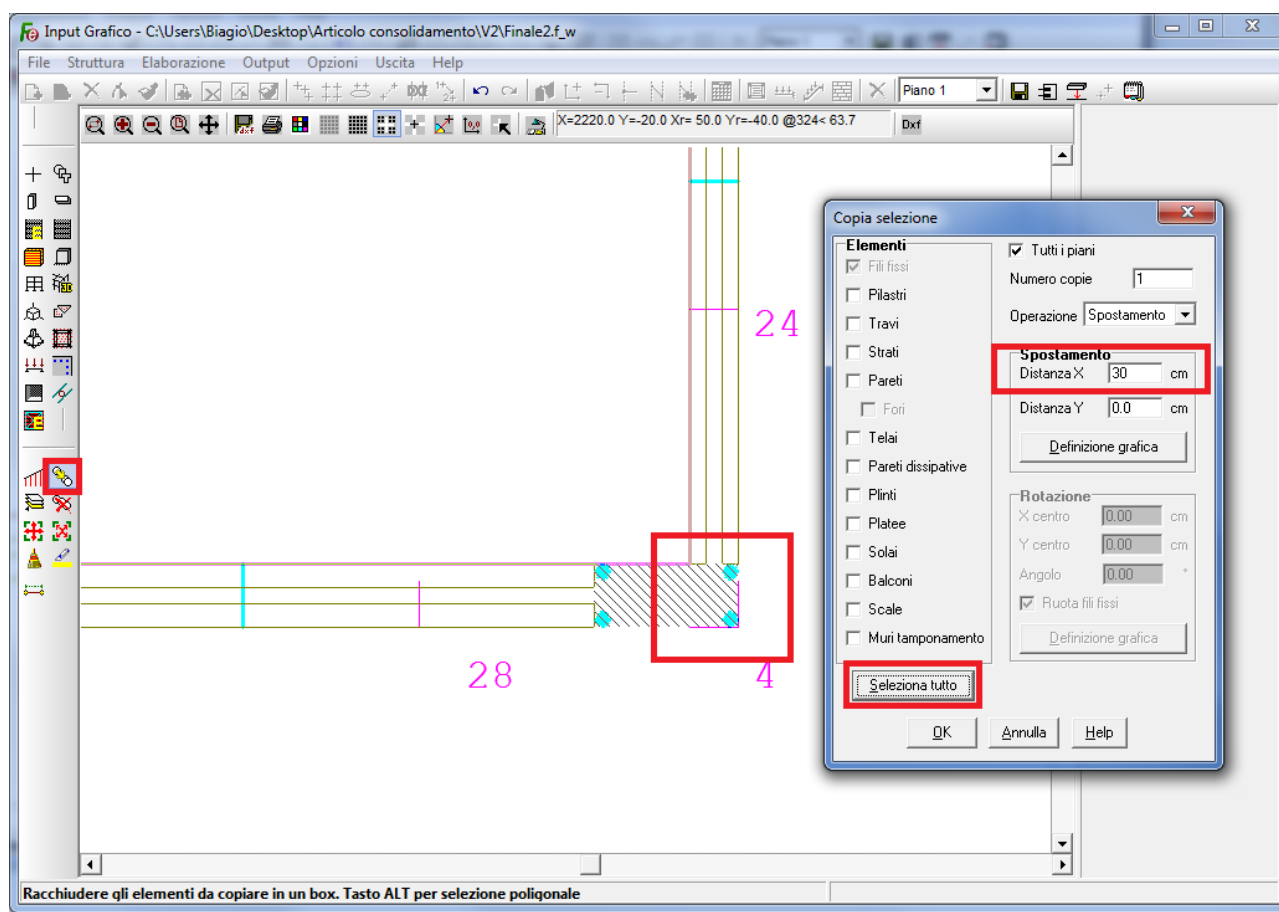 Input Grafico - C:\Users\Biagio\Desktop\Articolo consolidamento\V2\Finale2.f_w
File Struttura Elaborazione Output Opzioni Uscita Help
Piano 1
X=2220.0 Y=-20.0 Xr= 50.0 Yr=-40.0 @324< 63.7
Dxf
24
28
4
Copia selezione
Elementi
Fili fissi
Pilastri
Travi
Strati
Pareti
Fori
Telai
Pareti dissipative
Plinti
Platee
Solai
Balconi
Scale
Muri tamponamento
Seleziona tutto
Tutti i piani
Numero copie 1
Operazione Spostamento
Spostamento
Distanza X 30 cm
Distanza Y 0.0 cm
Definizione grafica
Rotazione
X centro 0.00 cm
Y centro 0.00 cm
Angolo 0.00 °
Ruota fili fissi
Definizione grafica
OK Annulla Help
Racchiudere gli elementi da copiare in un box. Tasto ALT per selezione poligonale